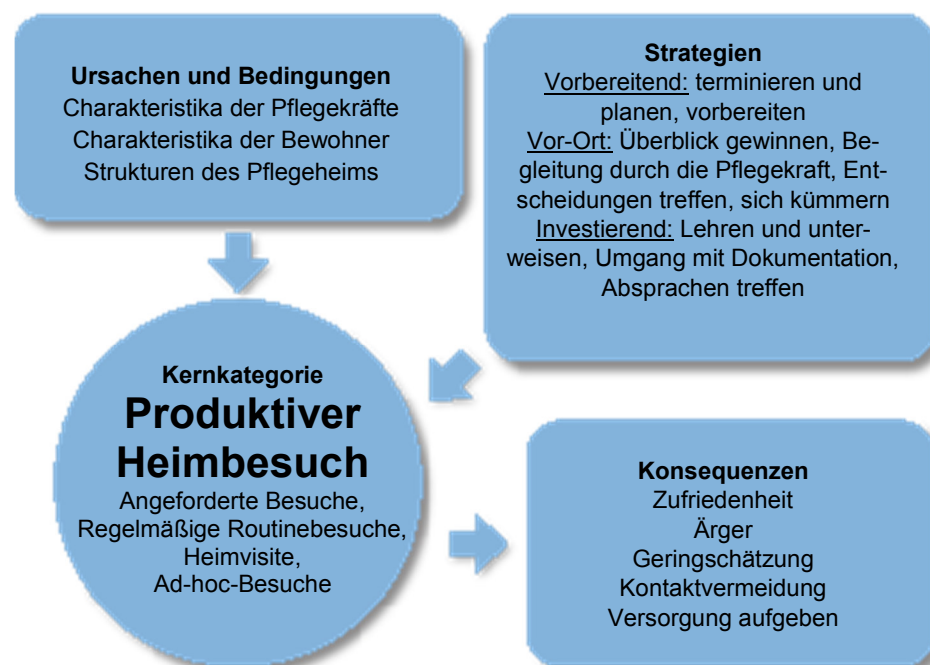 Ursachen und Bedingungen
Charakteristika der Pflegekräfte
Charakteristika der Bewohner
Strukturen des Pflegeheims
Strategien
Vorbereitend: terminieren und
planen, vorbereiten
Vor-Ort: Überblick gewinnen, Be-
gleitung durch die Pflegekraft, Ent-
scheidungen treffen, sich kümmern
Investierend: Lehren und unter-
weisen, Umgang mit Dokumentation,
Absprachen treffen
Kernkategorie
Produktiver
Heimbesuch
Angeforderte Besuche,
Regelmäßige Routinebesuche,
Heimvisite,
Ad-hoc-Besuche
Konsequenzen
Zufriedenheit
Ärger
Geringschätzung
Kontaktvermeidung
Versorgung aufgeben